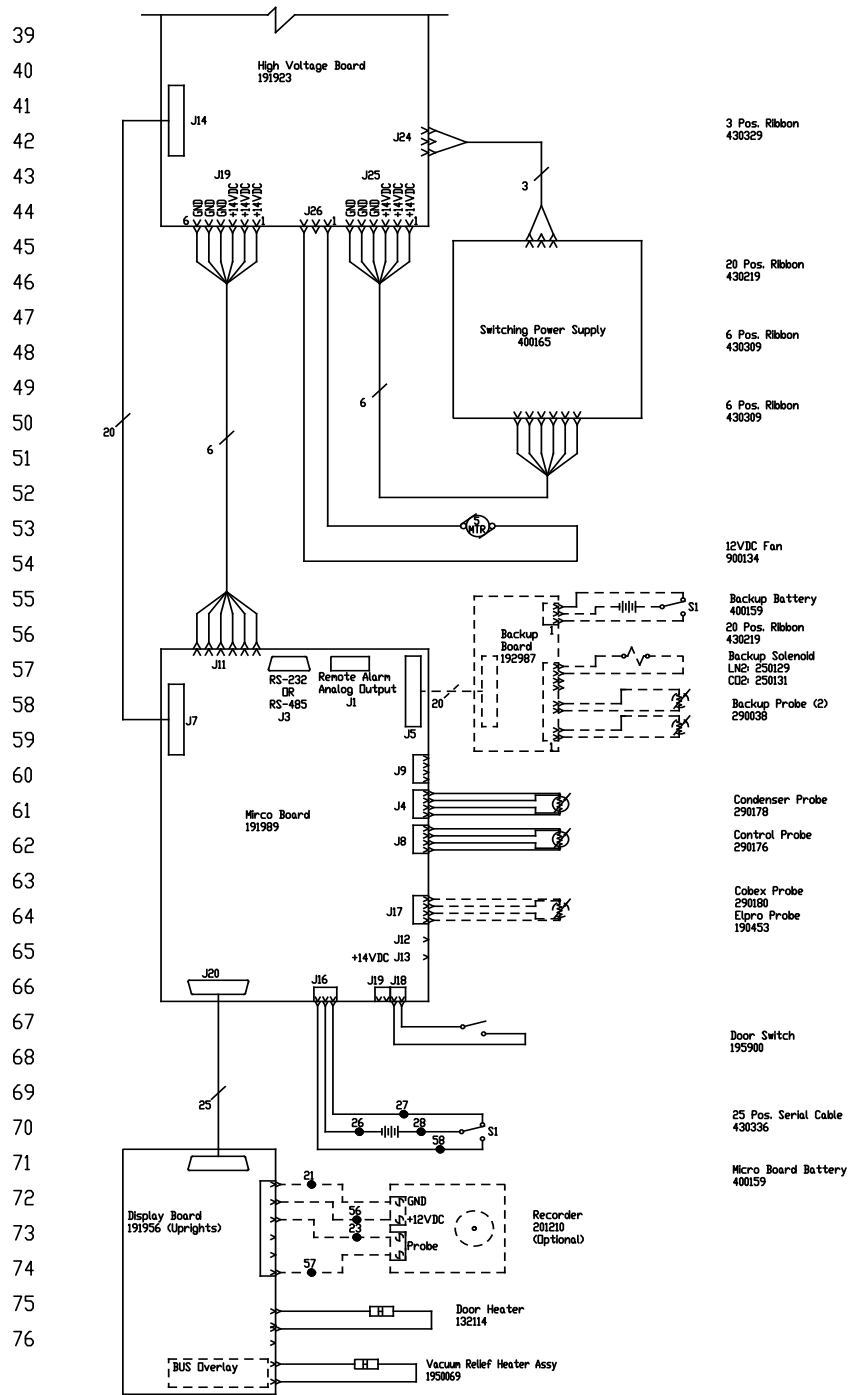 39
40
High Voltage Board
191923
41
J14
J24
3 Pos. Ribbon
430329
42
43
J19
J25
GND
GND
GND
+14VDC
+14VDC
+14VDC
GND
GND
GND
+14VDC
+14VDC
+14VDC
3
44
6
1
J26
1
1
45
46
20 Pos. Ribbon
430219
47
Switching Power Supply
400165
6 Pos. Ribbon
430309
48
49
6
6 Pos. Ribbon
430309
50
20
6
51
52
53
5
MTR
12VDC Fan
900134
54
55
S1
Backup Battery
400159
56
1
Backup
Board
192987
20 Pos. Ribbon
430219
J11
57
RS-232
OR
RS-485
J3
Remote Alarm
Analog Output
J1
Backup Solenoid
LN2: 250129
CO2: 250131
58
20
J7
J5
Backup Probe (2)
290038
59
1
60
J9
61
J4
Mirco Board
191989
Condenser Probe
290178
62
J8
Control Probe
290176
63
Cobex Probe
290180
Elpro Probe
190453
64
J17
J12
65
+14VDC J13
66
J20
J16
J19
J18
67
Door Switch
195900
68
69
25
27
25 Pos. Serial Cable
430336
70
26
28
S1
58
71
Micro Board Battery
400159
21
72
GND
Display Board
191956 (Uprights)
56
+12VDC
Recorder
201210
(Optional)
73
23
Probe
74
57
75
Door Heater
132114
76
BUS Overlay
Vacuum Relief Heater Assy
1950069